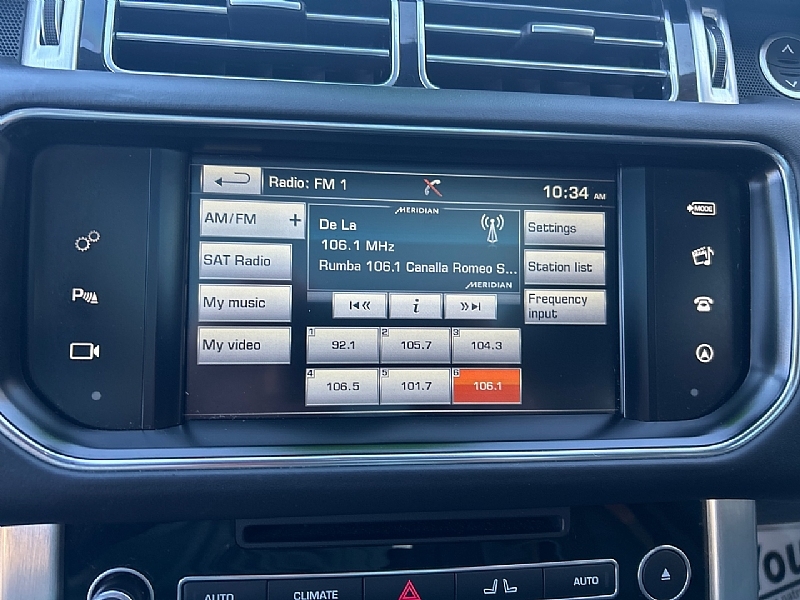 Radio: FM 1
10:34 AM
AM/FM +
MERIDIAN
De La
106.1 MHz
Rumba 106.1 Canalla Romeo S...
MERIDIAN
Settings
SAT Radio
Station list
My music
i
Frequency
input
My video
1 92.1
2 105.7
3 104.3
4 106.5
5 101.7
6 106.1
MODE
P
AUTO
CLIMATE
AUTO
You